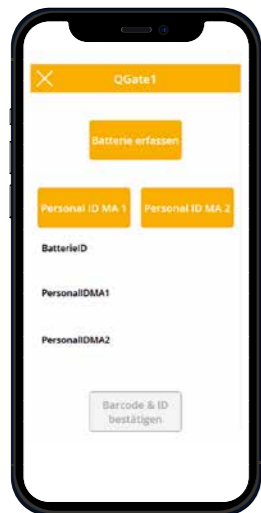 QGate1
Batterie erfassen
Personal ID MA 1 Personal ID MA 2
BatterieID
PersonalIDMA1
PersonalIDMA2
Barcode & ID
bestätigen